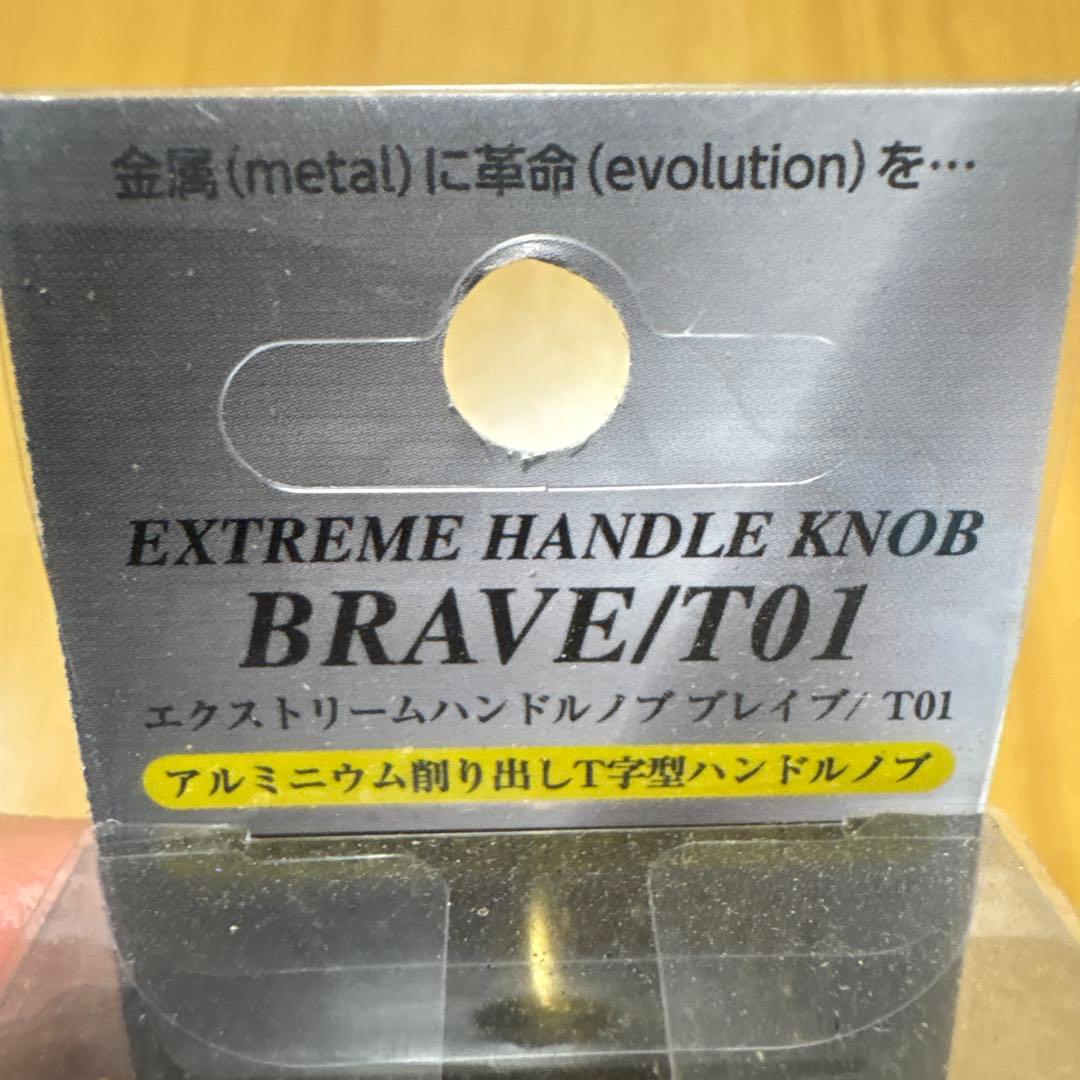 金属(metal)に革命(evolution)を…
EXTREME HANDLE KNOB
BRAVE/T01
エクストリームハンドルノブ ブレイブ/ T01
アルミニウム削り出しT字型ハンドルノブ